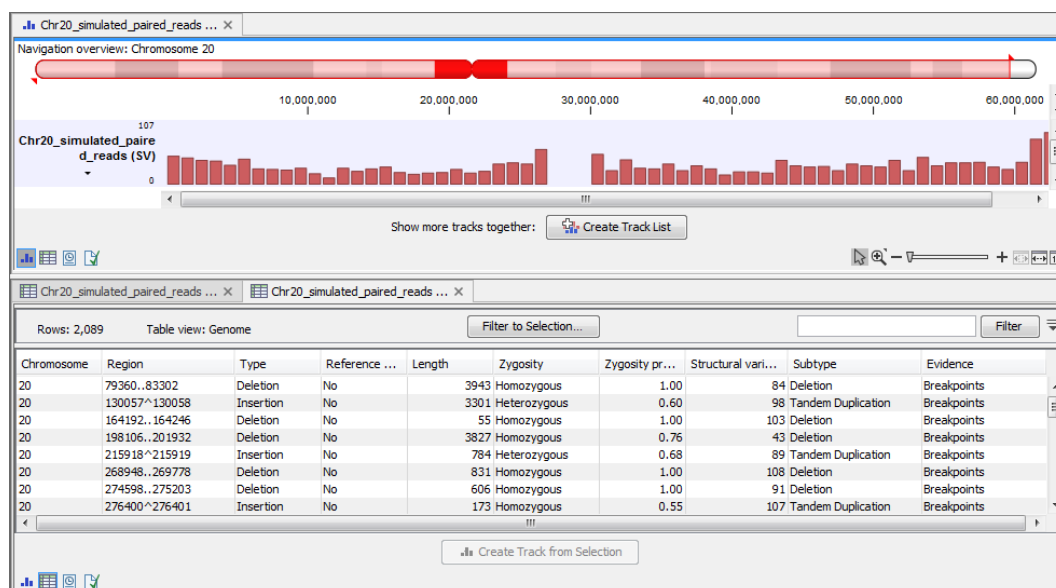 Chr20_simulated_paired_reads ...
Navigation overview: Chromosome 20
10,000,000 20,000,000 30,000,000 40,000,000 50,000,000 60,000,000
107
Chr20_simulated_paire
d_reads (SV)
0
Show more tracks together: Create Track List
Chr20_simulated_paired_reads ... Chr20_simulated_paired_reads ...
Rows: 2,089 Table view: Genome Filter to Selection... Filter
Chromosome Region Type Reference ... Length Zygosity Zygosity pr... Structural vari... Subtype Evidence
20 79360..83302 Deletion No 3943 Homozygous 1.00 84 Deletion Breakpoints
20 130057^130058 Insertion No 3301 Heterozygous 0.60 98 Tandem Duplication Breakpoints
20 164192..164246 Deletion No 55 Homozygous 1.00 103 Deletion Breakpoints
20 198106..201932 Deletion No 3827 Homozygous 0.76 43 Deletion Breakpoints
20 215918^215919 Insertion No 784 Heterozygous 0.68 89 Tandem Duplication Breakpoints
20 268948..269778 Deletion No 831 Homozygous 1.00 108 Deletion Breakpoints
20 274598..275203 Deletion No 606 Homozygous 1.00 91 Deletion Breakpoints
20 276400^276401 Insertion No 173 Homozygous 0.55 107 Tandem Duplication Breakpoints
Create Track from Selection